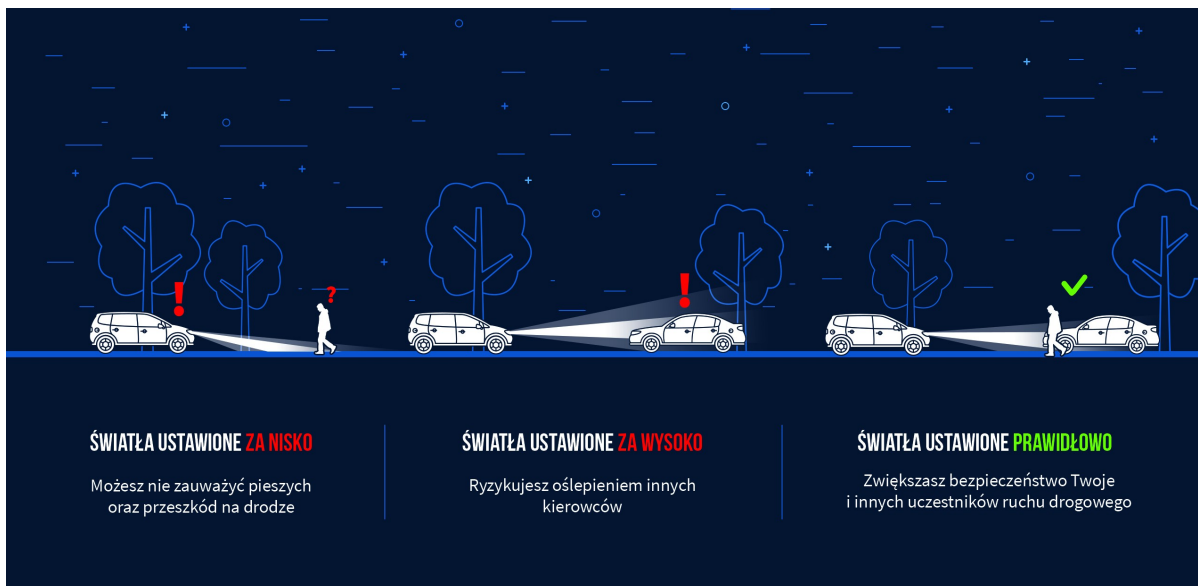 !
?
!
ŚWIATŁA USTAWIONE ZA NISKO
Możesz nie zauważyć pieszych
oraz przeszkód na drodze
ŚWIATŁA USTAWIONE ZA WYSOKO
Ryzykujesz oślepieniem innych
kierowców
ŚWIATŁA USTAWIONE PRAWIDŁOWO
Zwiększasz bezpieczeństwo Twoje
i innych uczestników ruchu drogowego